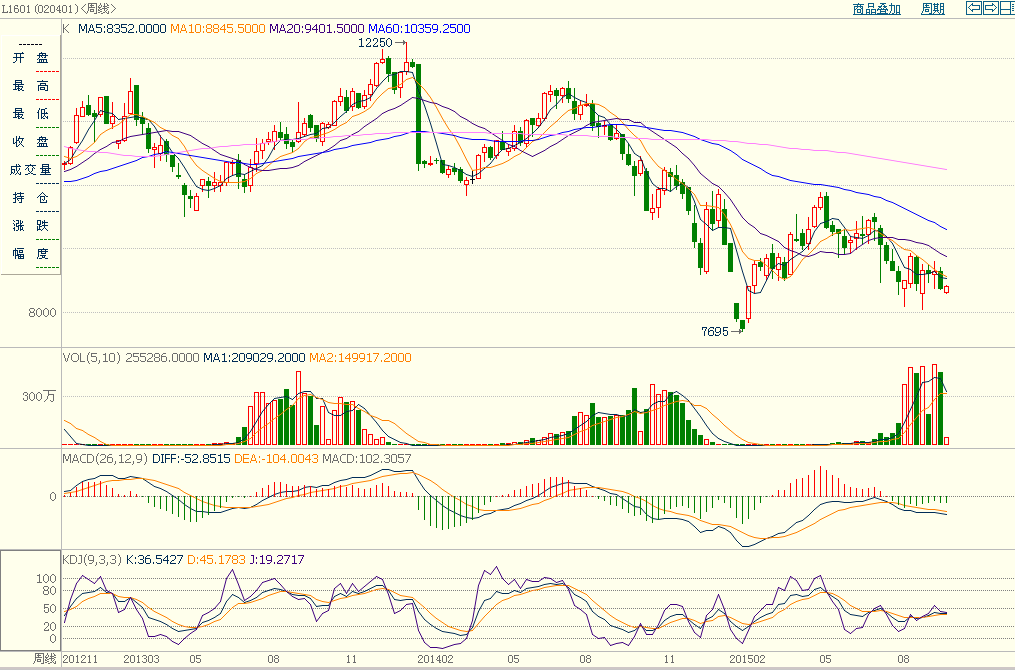 L1601 (020401)<周线> 商品叠加 周期
K MA5:8352.0000 MA10:8845.5000 MA20:9401.5000 MA60:10359.2500
12250
开 盘
最 高
最 低
收 盘
成交量
持 仓
涨 跌
幅 度
8000
7695
VOL(5,10) 255286.0000 MA1:209029.2000 MA2:149917.2000
300万
MACD(26,12,9) DIFF:-52.8515 DEA:-104.0043 MACD:102.3057
0
KDJ(9,3,3) K:36.5427 D:45.1783 J:19.2717
100
80
50
20
0
周线 201211 201303 05 08 11 201402 05 08 11 201502 05 08